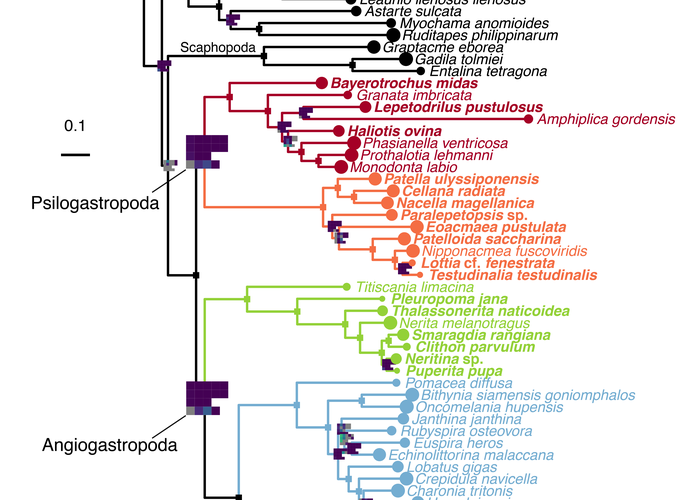 Astarte sulcata
Myochama anomioides
Ruditapes philippinarum
Scaphopoda
Graptacme eborea
Gadila tolmiei
Entalina tetragona
Bayerotrochus midas
Granata imbricata
Lepetodrilus pustulosus
Amphiplica gordensis
0.1
Haliotis ovina
Phasianella ventricosa
Prothalotia lehmanni
Monodonta labio
Patella ulyssiponensis
Cellana radiata
Psilogastropoda
Nacella magellanica
Paralepetopsis sp.
Eoacmaea pustulata
Patelloida saccharina
Nipponacmea fuscoviridis
Lottia cf. fenestrata
Testudinalia testudinalis
Titiscania limacina
Pleuropoma jana
Thalassonerita naticoidea
Nerita melanotragus
Smaragdia rangiana
Clithon parvulum
Neritina sp.
Puperita pupa
Pomacea diffusa
Bithynia siamensis goniomphalos
Oncomelania hupensis
Janthina janthina
Rubyspira osteovora
Angiogastropoda
Euspira heros
Echinolittorina malaccana
Lobatus gigas
Crepidula navicella
Charonia tritonis